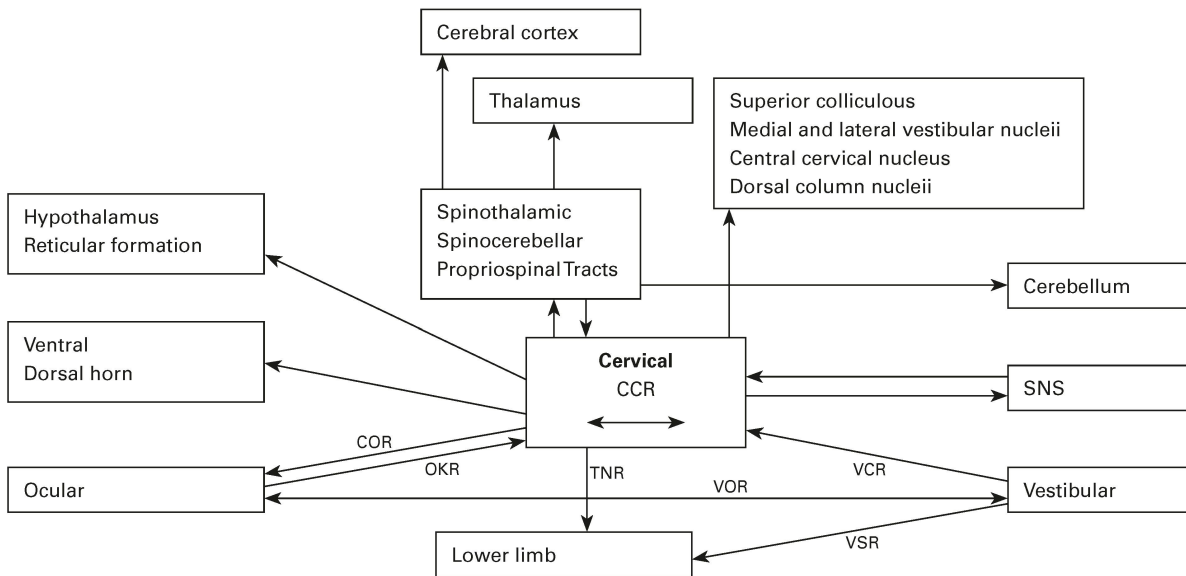 Cerebral cortex
Thalamus
Superior colliculous
Medial and lateral vestibular nucleii
Central cervical nucleus
Dorsal column nucleii
Hypothalamus
Reticular formation
Spinothalamic
Spinocerebellar
Propriospinal Tracts
Cerebellum
Ventral
Dorsal horn
Cervical
CCR
SNS
COR
OKR
TNR
VCR
VOR
Ocular
Vestibular
VSR
Lower limb